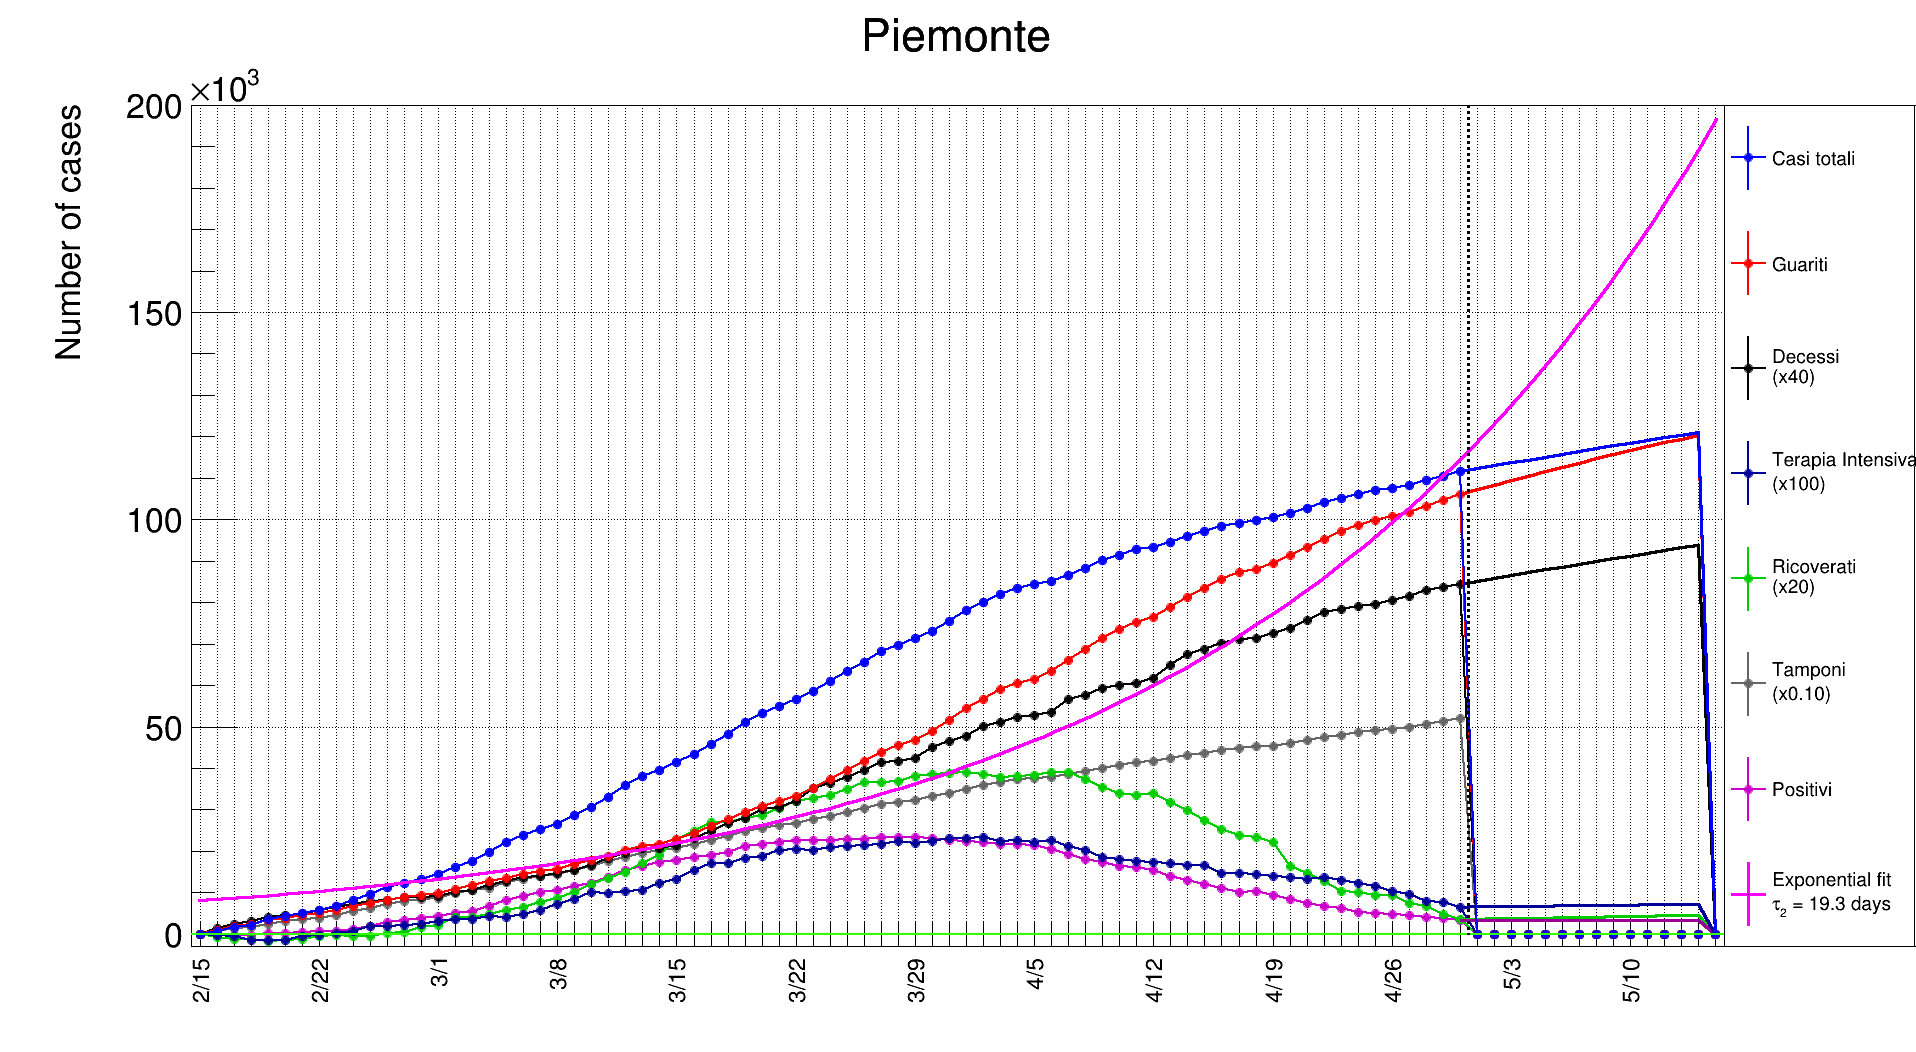 Piemonte
×10³
Number of cases
200
150
100
50
0
2/15 2/22 3/1 3/8 3/15 3/22 3/29 4/5 4/12 4/19 4/26 5/3 5/10
Casi totali
Guariti
Decessi
(x40)
Terapia Intensiva
(x100)
Ricoverati
(x20)
Tamponi
(x0.10)
Positivi
Exponential fit
τ₂ = 19.3 days